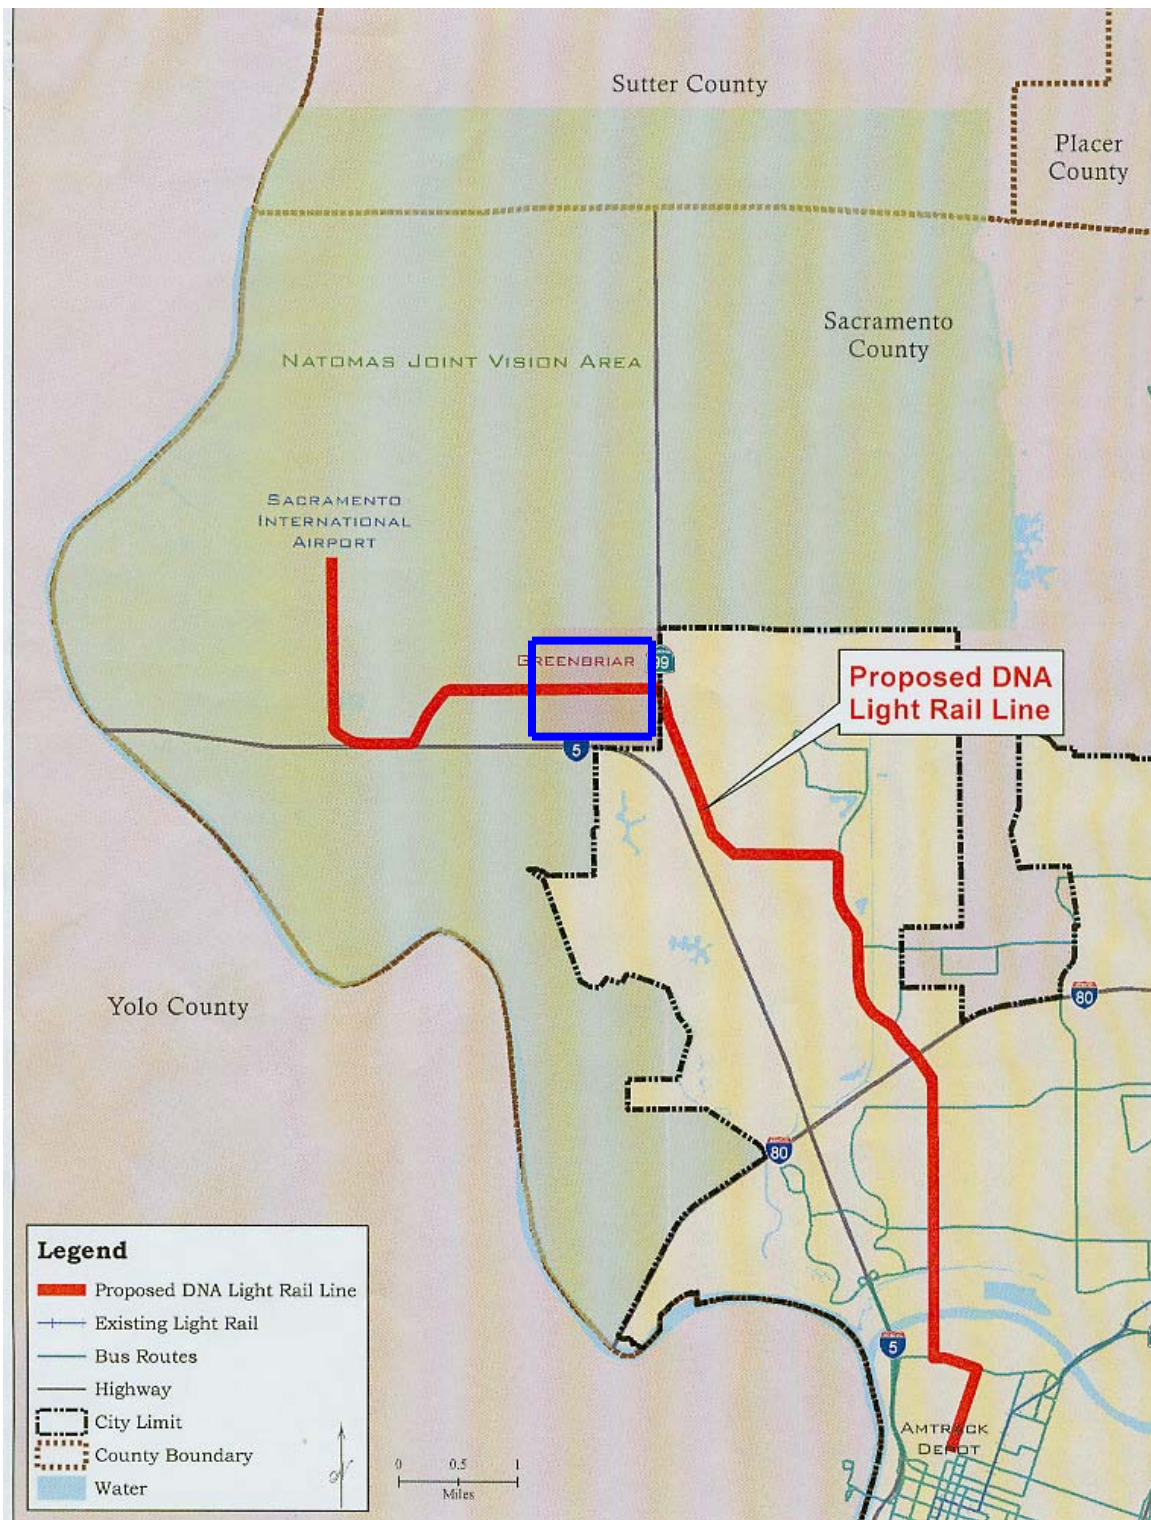 Sutter County
Placer
County
Sacramento
County
NATOMAS JOINT VISION AREA
SACRAMENTO
INTERNATIONAL
AIRPORT
GREENBRIAR
99
Proposed DNA
Light Rail Line
5
Yolo County
80
80
5
AMTRACK
DEPOT
Legend
Proposed DNA Light Rail Line
Existing Light Rail
Bus Routes
Highway
City Limit
County Boundary
Water
N
0 0.5 1
Miles